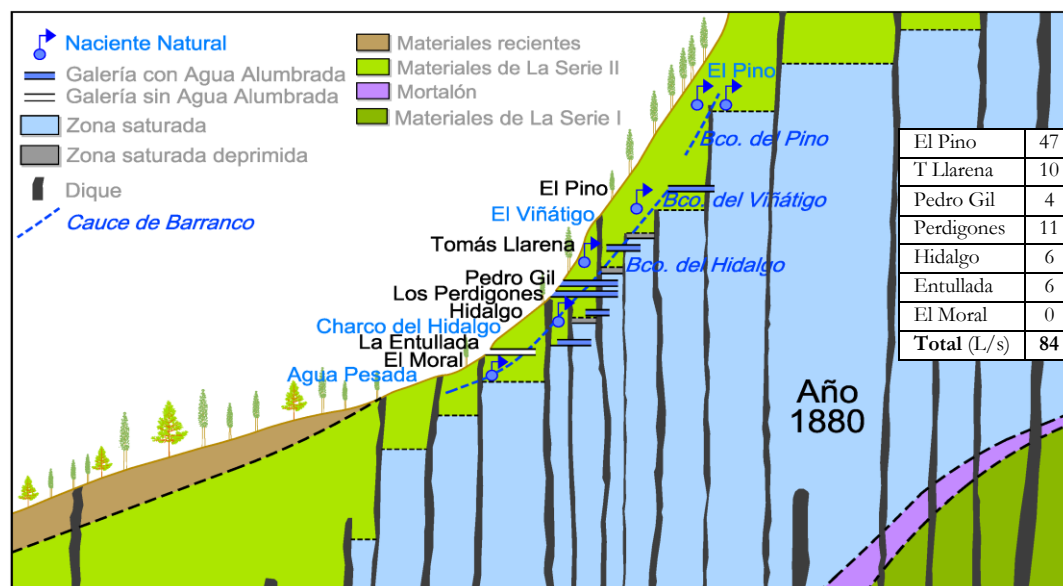 Naciente Natural
Galería con Agua Alumbrada
Galería sin Agua Alumbrada
Zona saturada
Zona saturada deprimida
Dique
Cauce de Barranco
Materiales recientes
Materiales de La Serie II
Mortalón
Materiales de La Serie I
El Pino
Bco. del Pino
El Pino
El Viñátigo
Bco. del Viñátigo
Tomás Llarena
Bco. del Hidalgo
Pedro Gil
Los Perdigones
Hidalgo
Charco del Hidalgo
La Entullada
El Moral
Agua Pesada
Año
1880
El Pino 47
T Llarena 10
Pedro Gil 4
Perdigones 11
Hidalgo 6
Entullada 6
El Moral 0
Total (L/s) 84